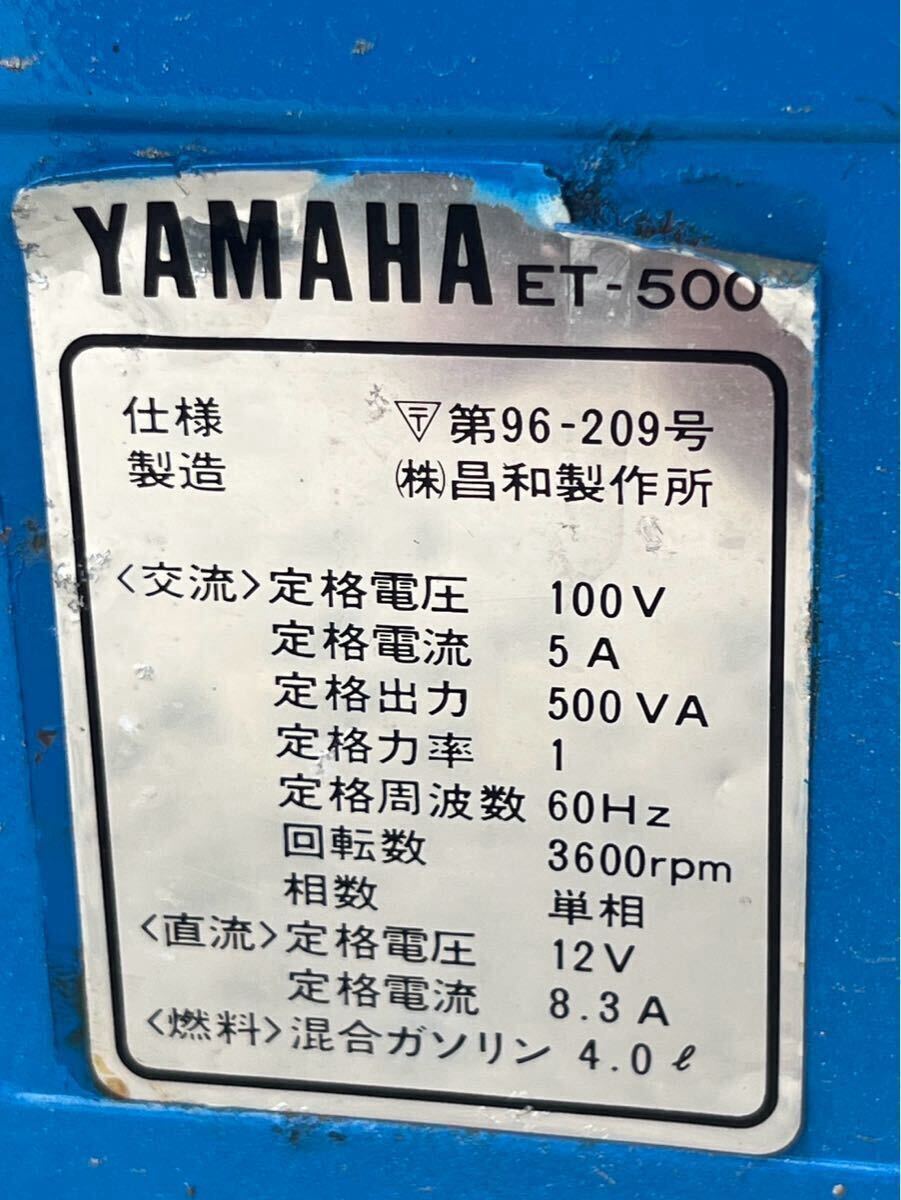 YAMAHA ET-500
仕様 〒第96-209号
製造 ㈱昌和製作所
〈交流〉定格電圧 100V
定格電流 5A
定格出力 500VA
定格力率 1
定格周波数 60Hz
回転数 3600rpm
相数 単相
〈直流〉定格電圧 12V
定格電流 8.3A
〈燃料〉混合ガソリン 4.0ℓ